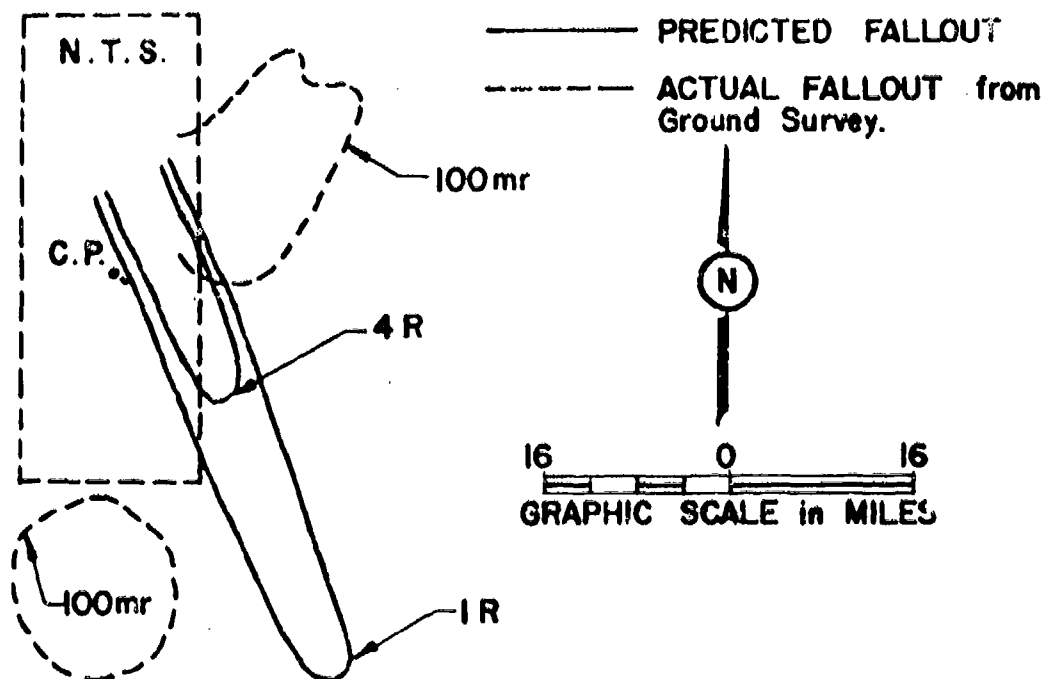 N.T.S.
PREDICTED FALLOUT
ACTUAL FALLOUT from
Ground Survey.
100mr
C.P.
N
4 R
16 0 16
GRAPHIC SCALE in MILES
100mr
1 R